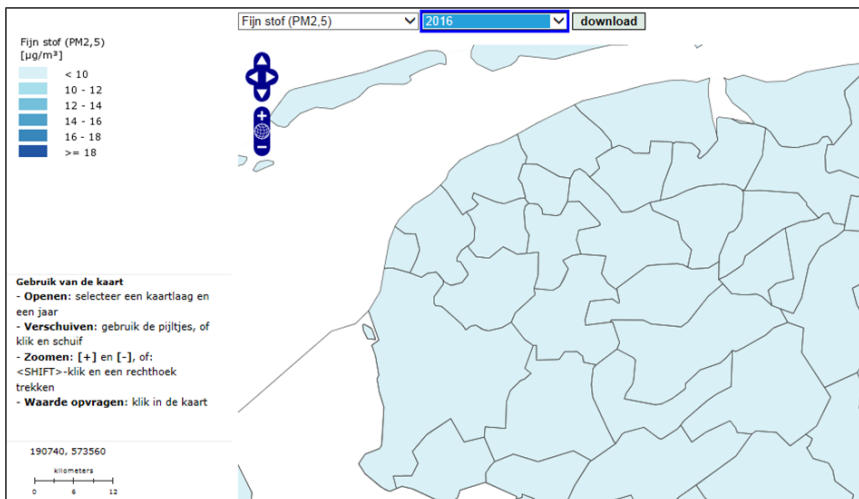 Fijn stof (PM2,5)
2016
download
Fijn stof (PM2,5)
[µg/m³]
< 10
10 - 12
12 - 14
14 - 16
16 - 18
>= 18
Gebruik van de kaart
- Openen: selecteer een kaartlaag en
een jaar
- Verschuiven: gebruik de pijltjes, of
klik en schuif
- Zoomen: [+] en [-], of:
<SHIFT>-klik en een rechthoek
trekken
- Waarde opvragen: klik in de kaart
190740, 573560
kilometers
0 6 12